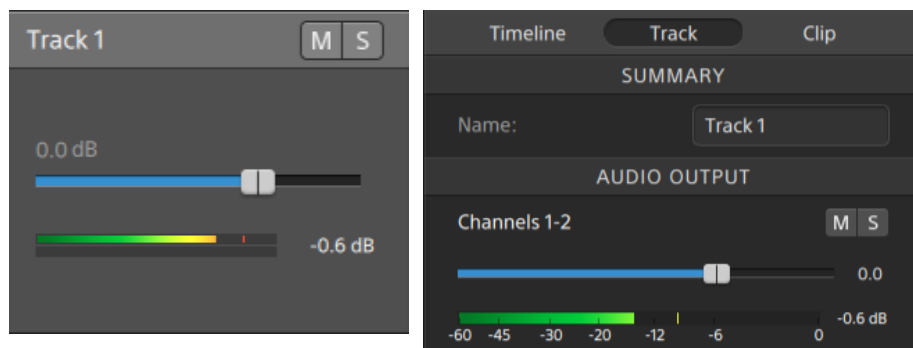 Track 1 M S
0.0 dB
-0.6 dB
Timeline Track Clip
SUMMARY
Name: Track 1
AUDIO OUTPUT
Channels 1-2 M S
0.0
-0.6 dB
-60 -45 -30 -20 -12 -6 0